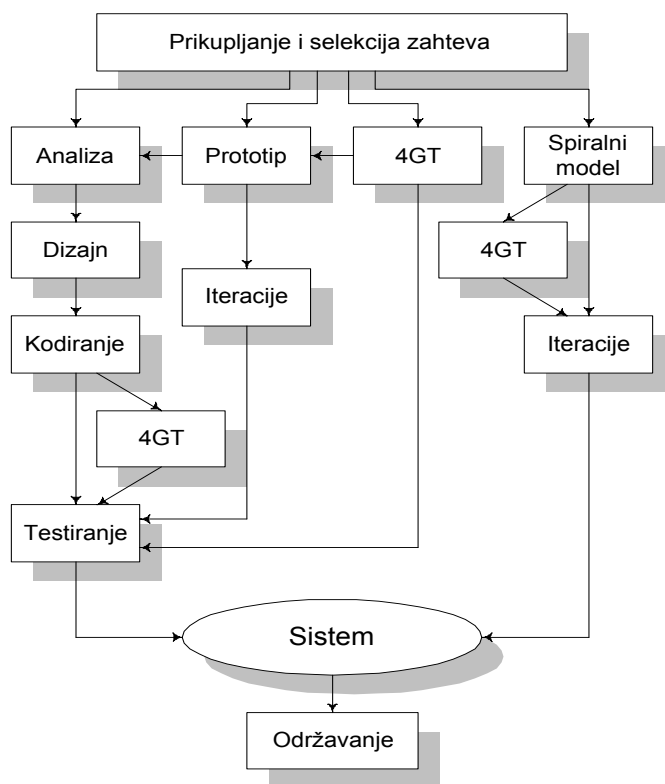 Prikupljanje i selekcija zahteva
Analiza
Prototip
4GT
Spiralni
model
Dizajn
4GT
Iteracije
Kodiranje
Iteracije
4GT
Testiranje
Sistem
Održavanje